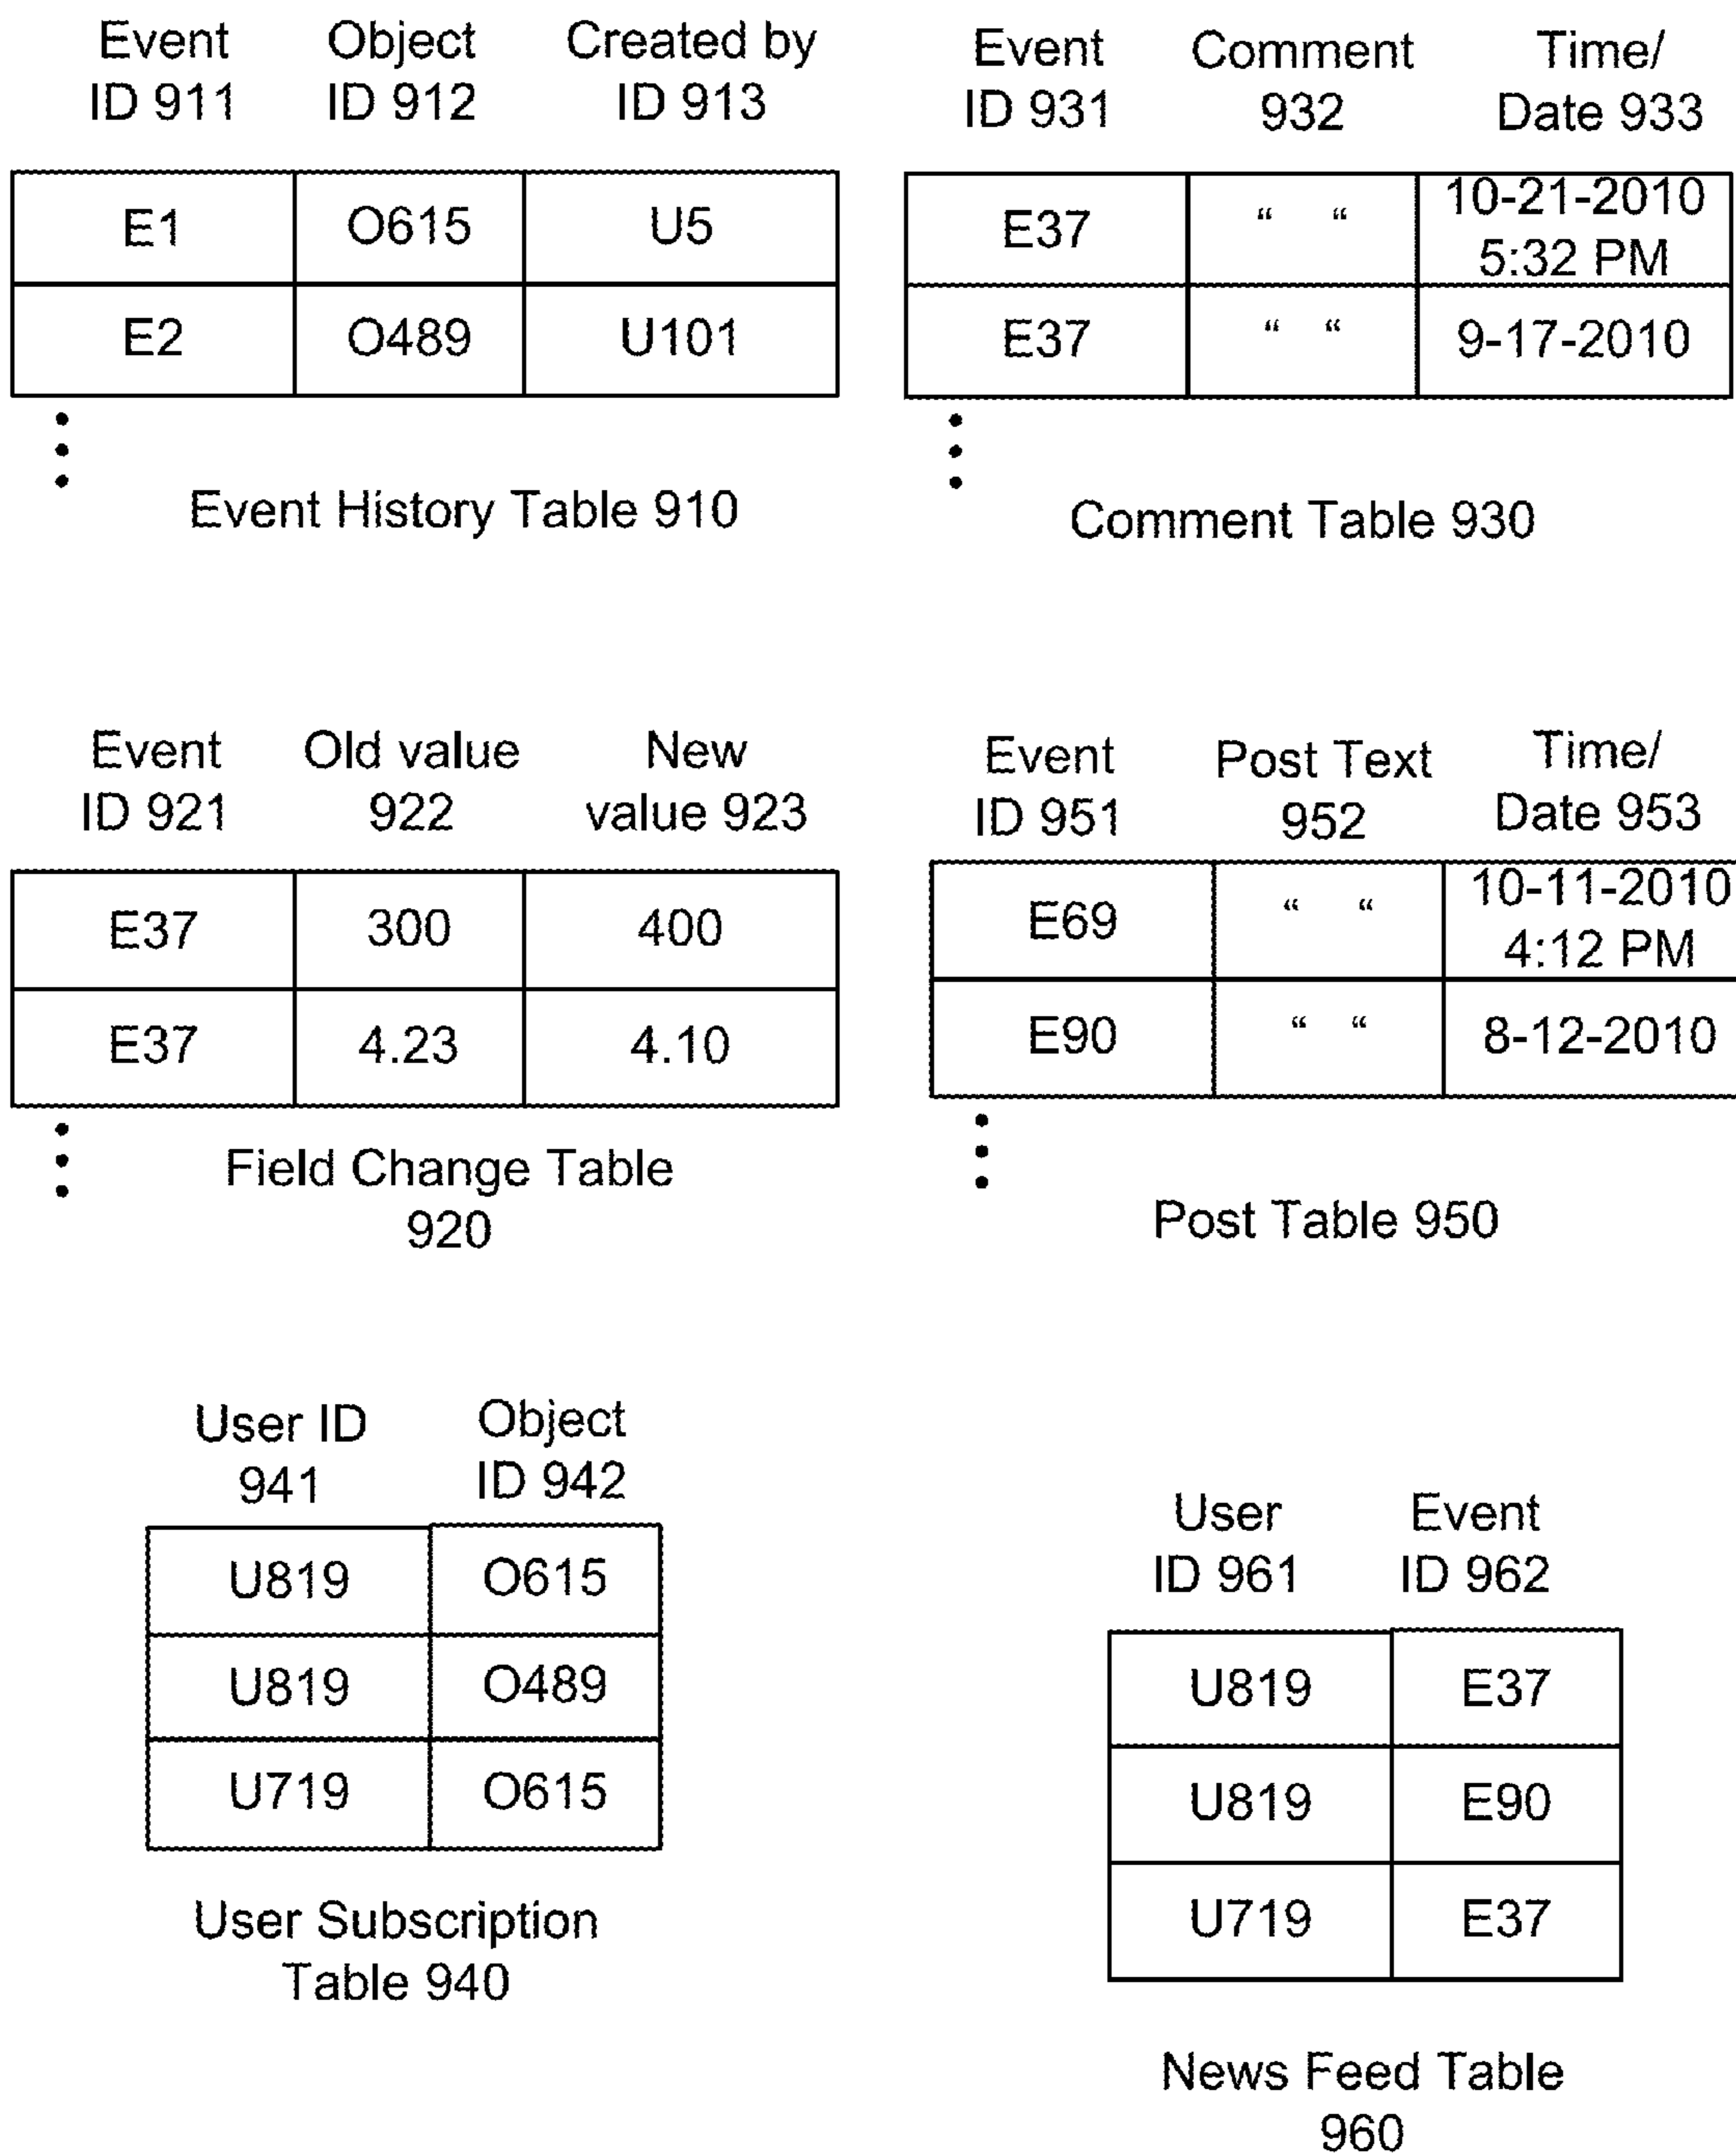 Event Object Created by
ID 911 ID 912 ID 913
E1 O615 U5
E2 O489 U101
Event History Table 910
Event Comment Time/
ID 931 932 Date 933
E37 “ “ 10-21-2010
5:32 PM
E37 “ “ 9-17-2010
Comment Table 930
Event Old value New
ID 921 922 value 923
E37 300 400
E37 4.23 4.10
Field Change Table
920
Event Post Text Time/
ID 951 952 Date 953
E69 “ “ 10-11-2010
4:12 PM
E90 “ “ 8-12-2010
Post Table 950
User ID Object
941 ID 942
U819 O615
U819 O489
U719 O615
User Subscription
Table 940
User Event
ID 961 ID 962
U819 E37
U819 E90
U719 E37
News Feed Table
960